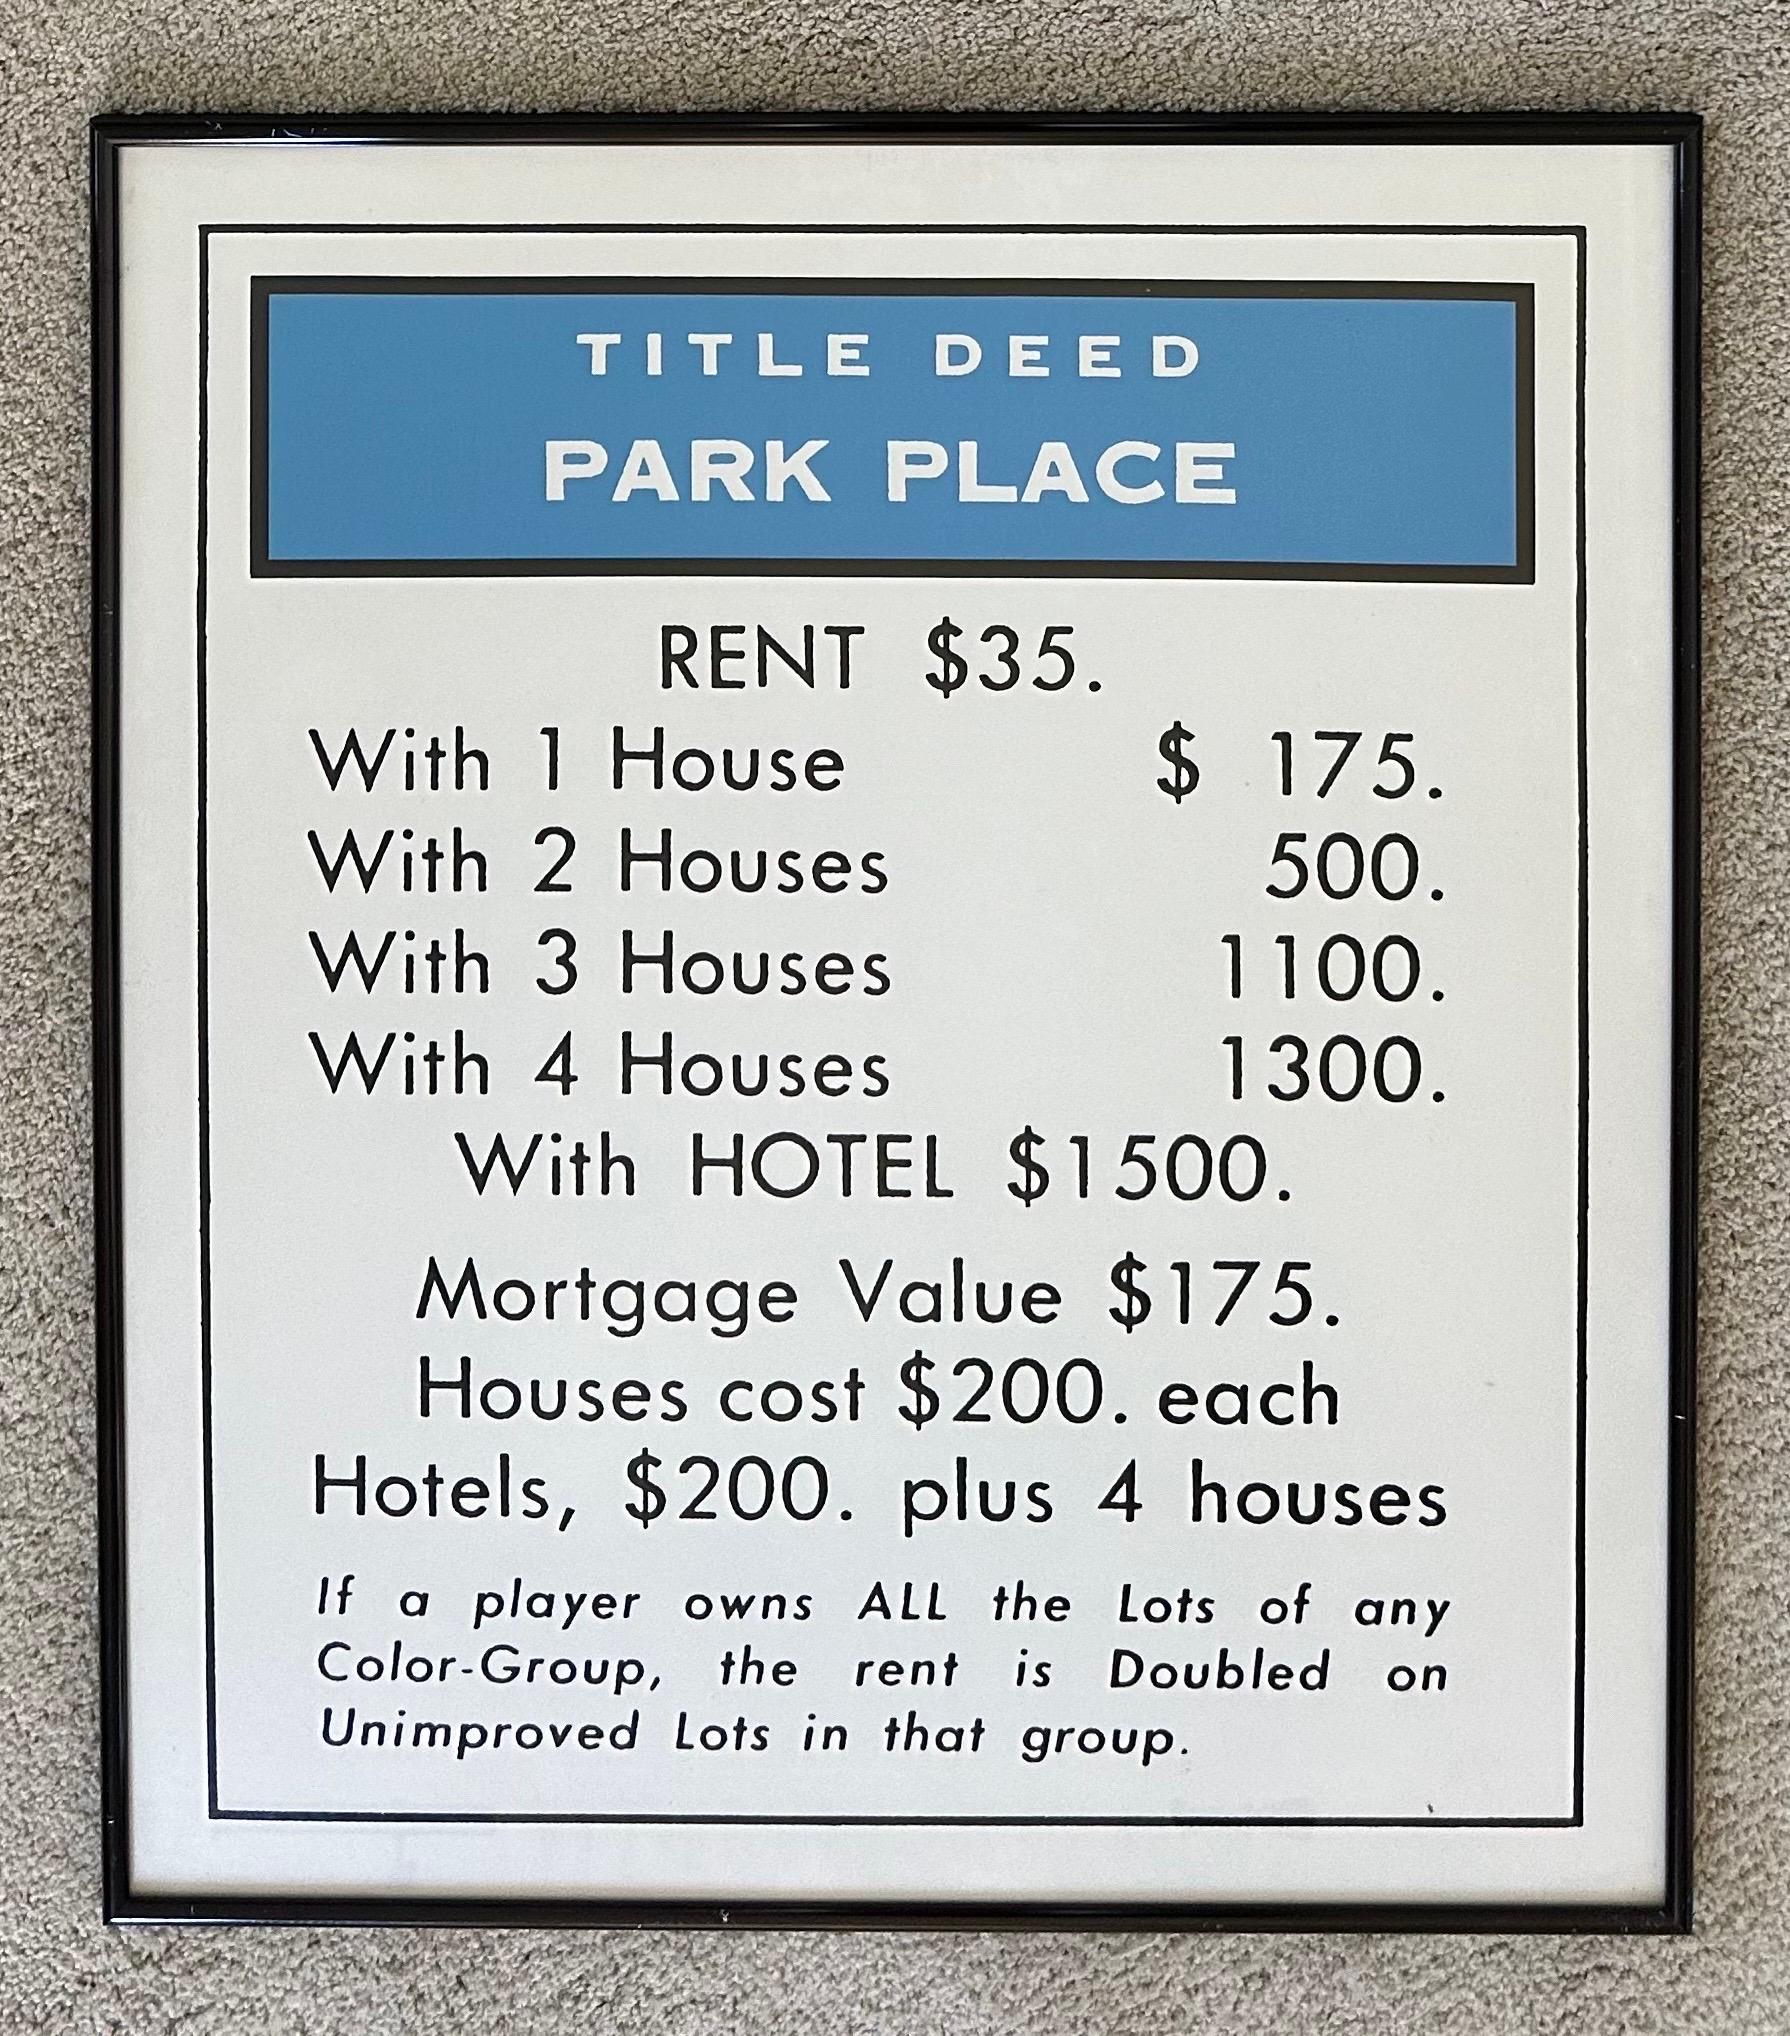 TITLE DEED
PARK PLACE
RENT $35.
With 1 House $ 175.
With 2 Houses 500.
With 3 Houses 1100.
With 4 Houses 1300.
With HOTEL $1500.
Mortgage Value $175.
Houses cost $200. each
Hotels, $200. plus 4 houses
If a player owns ALL the Lots of any
Color-Group, the rent is Doubled on
Unimproved Lots in that group.